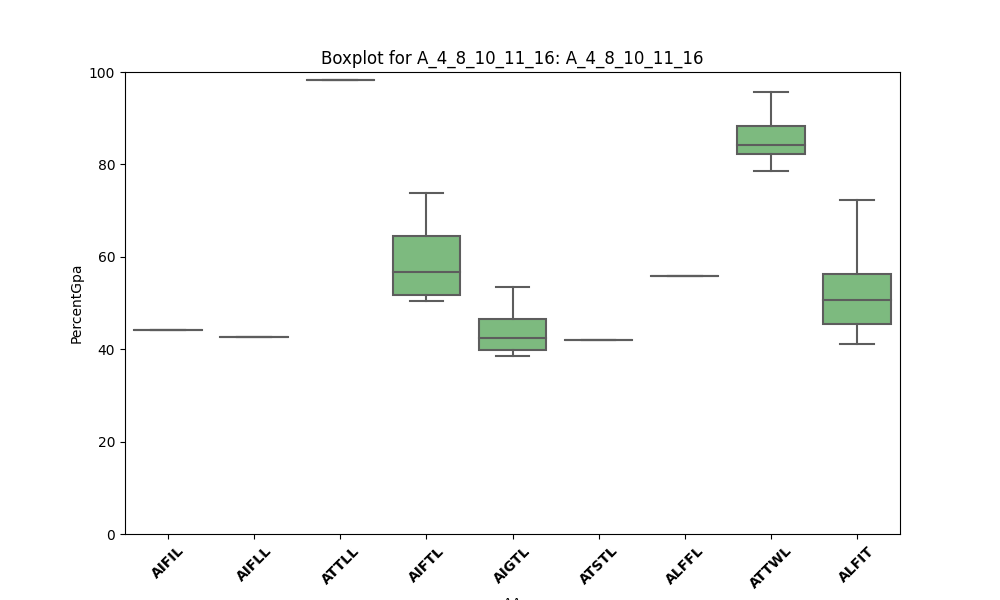 Boxplot for A_4_8_10_11_16: A_4_8_10_11_16
PercentGpa
100
80
60
40
20
0
AIFIL
AIFLL
ATTLL
AIFTL
AIGTL
ATSTL
ALFFL
ATTWL
ALFIT